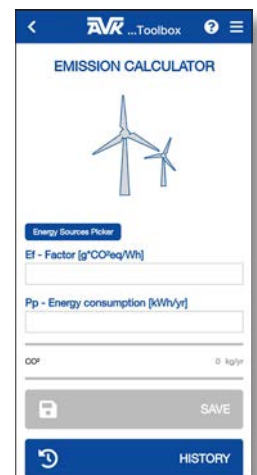 AVK ...Toolbox ?
EMISSION CALCULATOR
Energy Sources Picker
Ef - Factor [g*CO²eq/Wh]
Pp - Energy consumption [kWh/yr]
CO² 0 kg/yr
SAVE
HISTORY